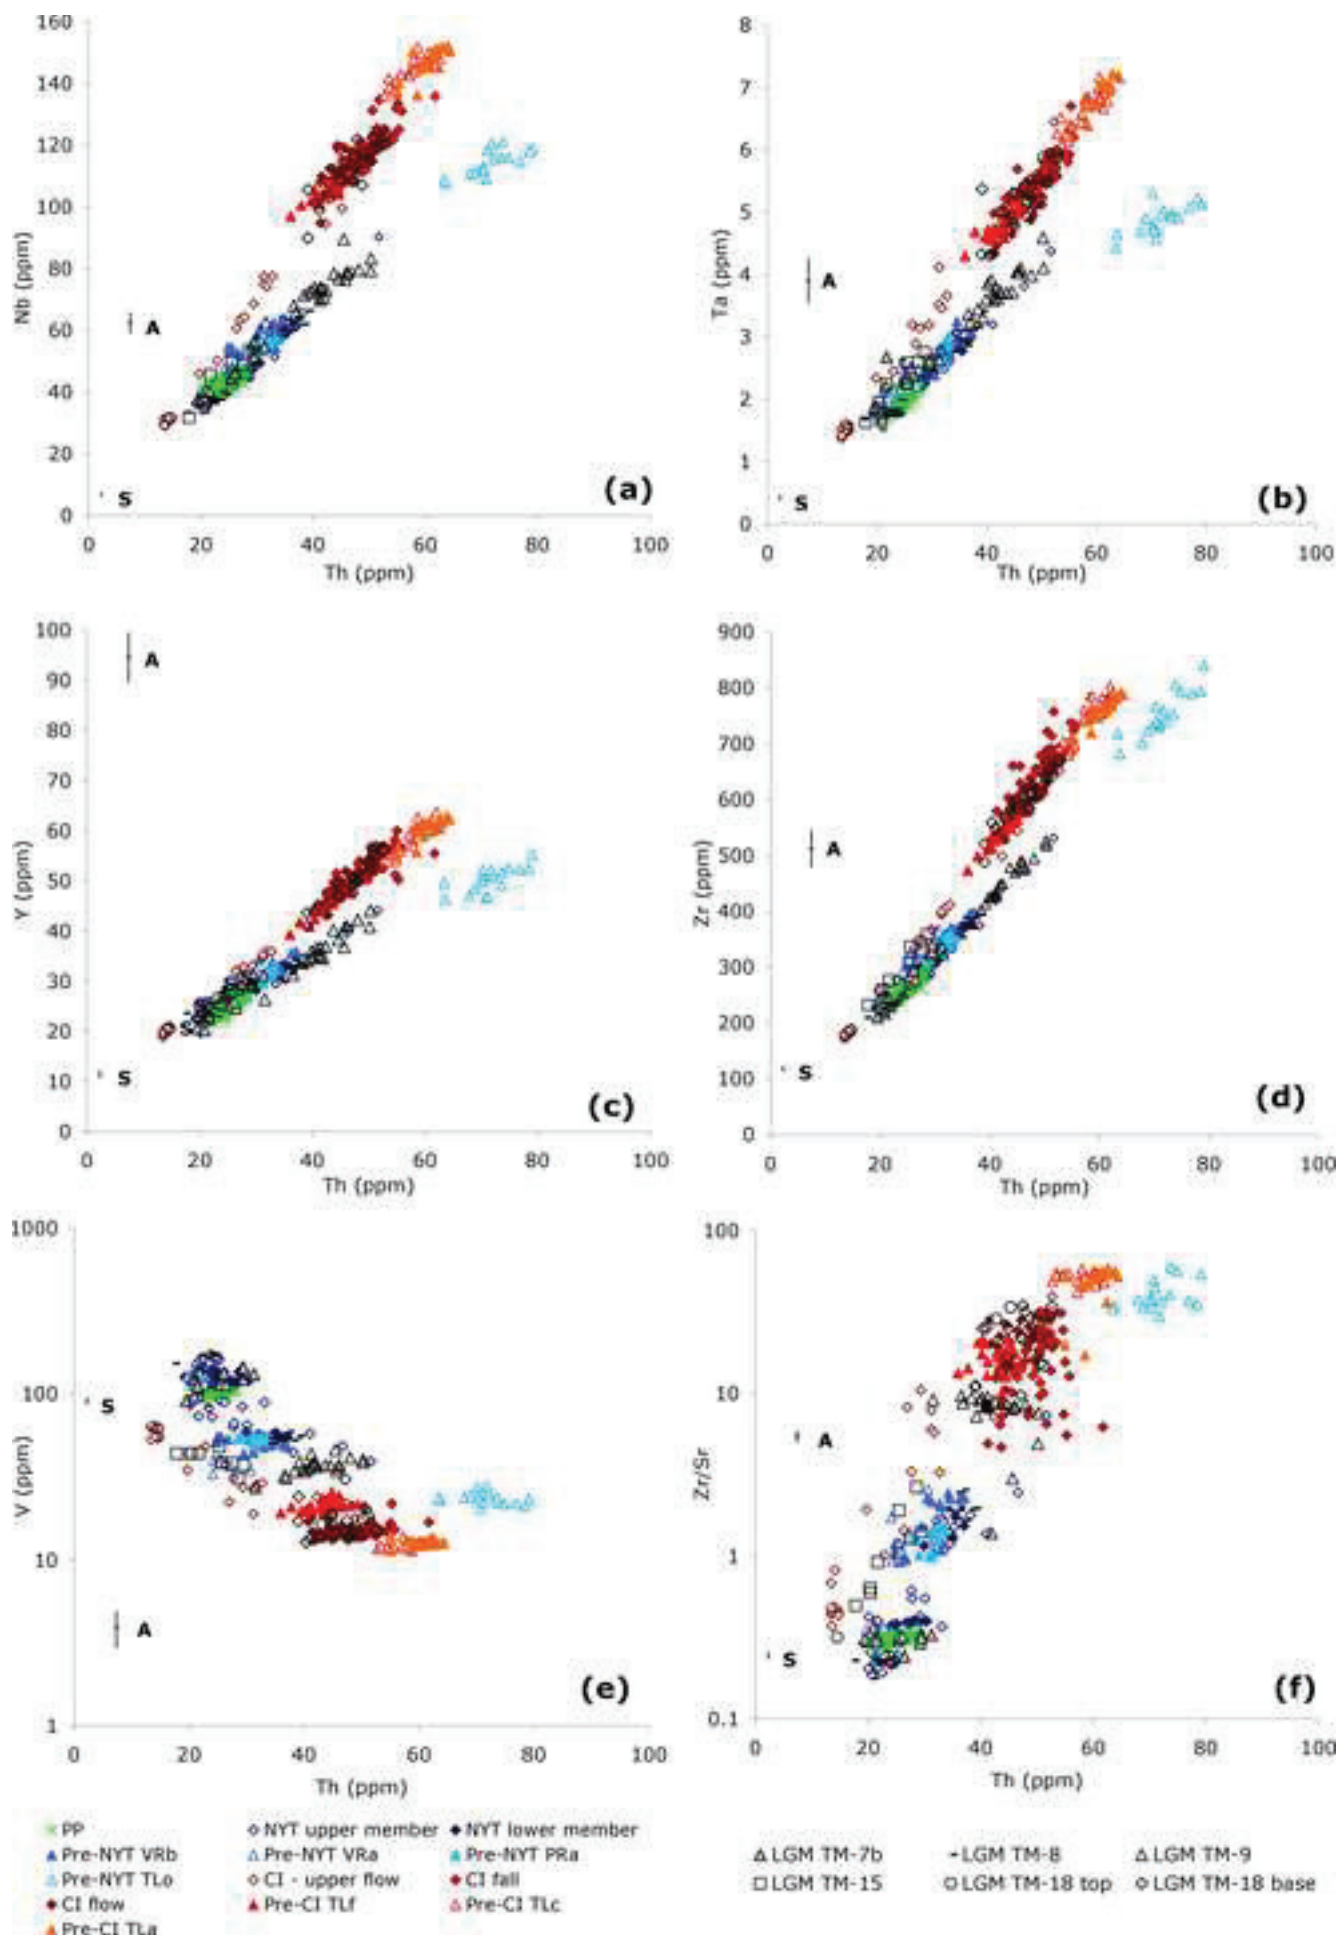 160
140
120
100
80
60
40
20
0
Nb (ppm)
A
S
(a)
0 20 40 60 80 100
Th (ppm)
8
7
6
5
4
3
2
1
0
Ta (ppm)
A
S
(b)
0 20 40 60 80 100
Th (ppm)
100
90
80
70
60
50
40
30
20
10
0
Y (ppm)
A
S
(c)
0 20 40 60 80 100
Th (ppm)
900
800
700
600
500
400
300
200
100
0
Zr (ppm)
A
S
(d)
0 20 40 60 80 100
Th (ppm)
1000
100
10
1
V (ppm)
S
A
(e)
0 20 40 60 80 100
Th (ppm)
100
10
1
0.1
Zr/Sr
A
S
(f)
0 20 40 60 80 100
Th (ppm)
PP NYT upper member NYT lower member
Pre-NYT VRb Pre-NYT VRa Pre-NYT PRa
Pre-NYT TLo CI - upper flow CI fall
CI flow Pre-CI TLf Pre-CI TLc
Pre-CI TLa
LGM TM-7b LGM TM-8 LGM TM-9
LGM TM-15 LGM TM-18 top LGM TM-18 base